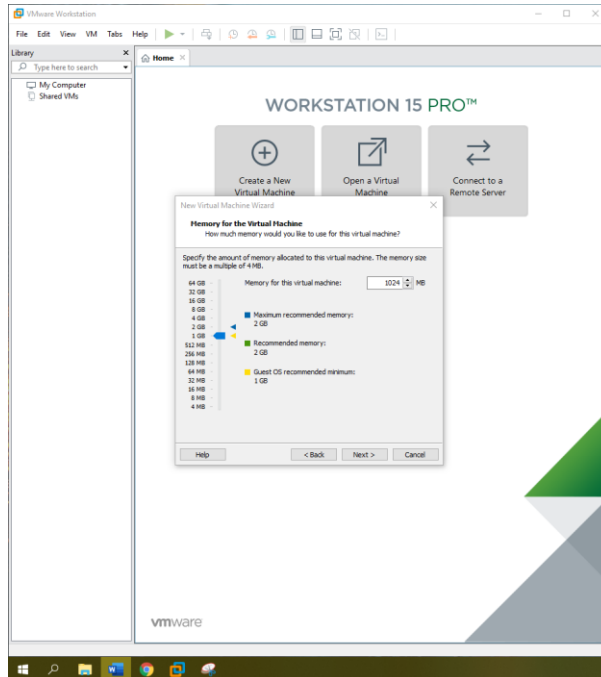 VMware Workstation
File Edit View VM Tabs Help
Library
Type here to search
My Computer
Shared VMs
Home
WORKSTATION 15 PRO™
Create a New
Virtual Machine
Open a Virtual
Machine
Connect to a
Remote Server
New Virtual Machine Wizard
Memory for the Virtual Machine
How much memory would you like to use for this virtual machine?
Specify the amount of memory allocated to this virtual machine. The memory size
must be a multiple of 4 MB.
64 GB
32 GB
16 GB
8 GB
4 GB
2 GB
1 GB
512 MB
256 MB
128 MB
64 MB
32 MB
16 MB
8 MB
4 MB
Memory for this virtual machine: 1024 MB
Maximum recommended memory:
2 GB
Recommended memory:
2 GB
Guest OS recommended minimum:
1 GB
Help < Back Next > Cancel
vmware